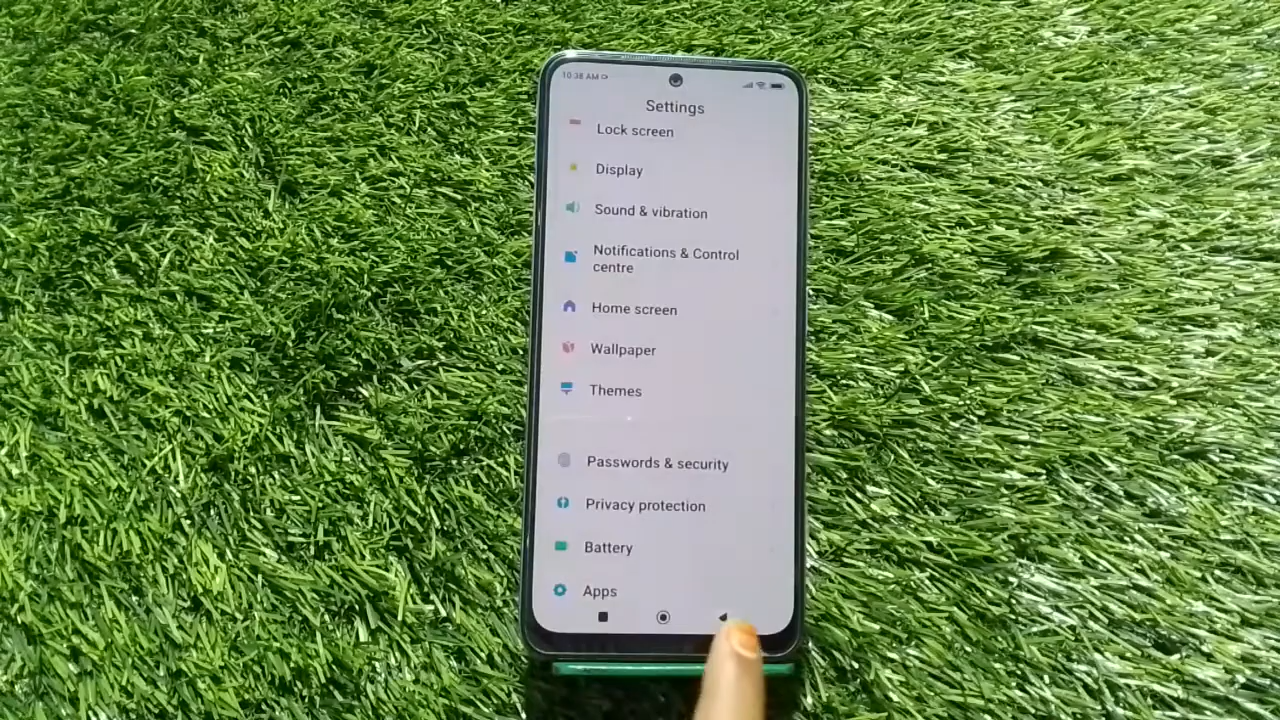 10:38 AM
Settings
Lock screen
Display
Sound & vibration
Notifications & Control
centre
Home screen
Wallpaper
Themes
Passwords & security
Privacy protection
Battery
Apps